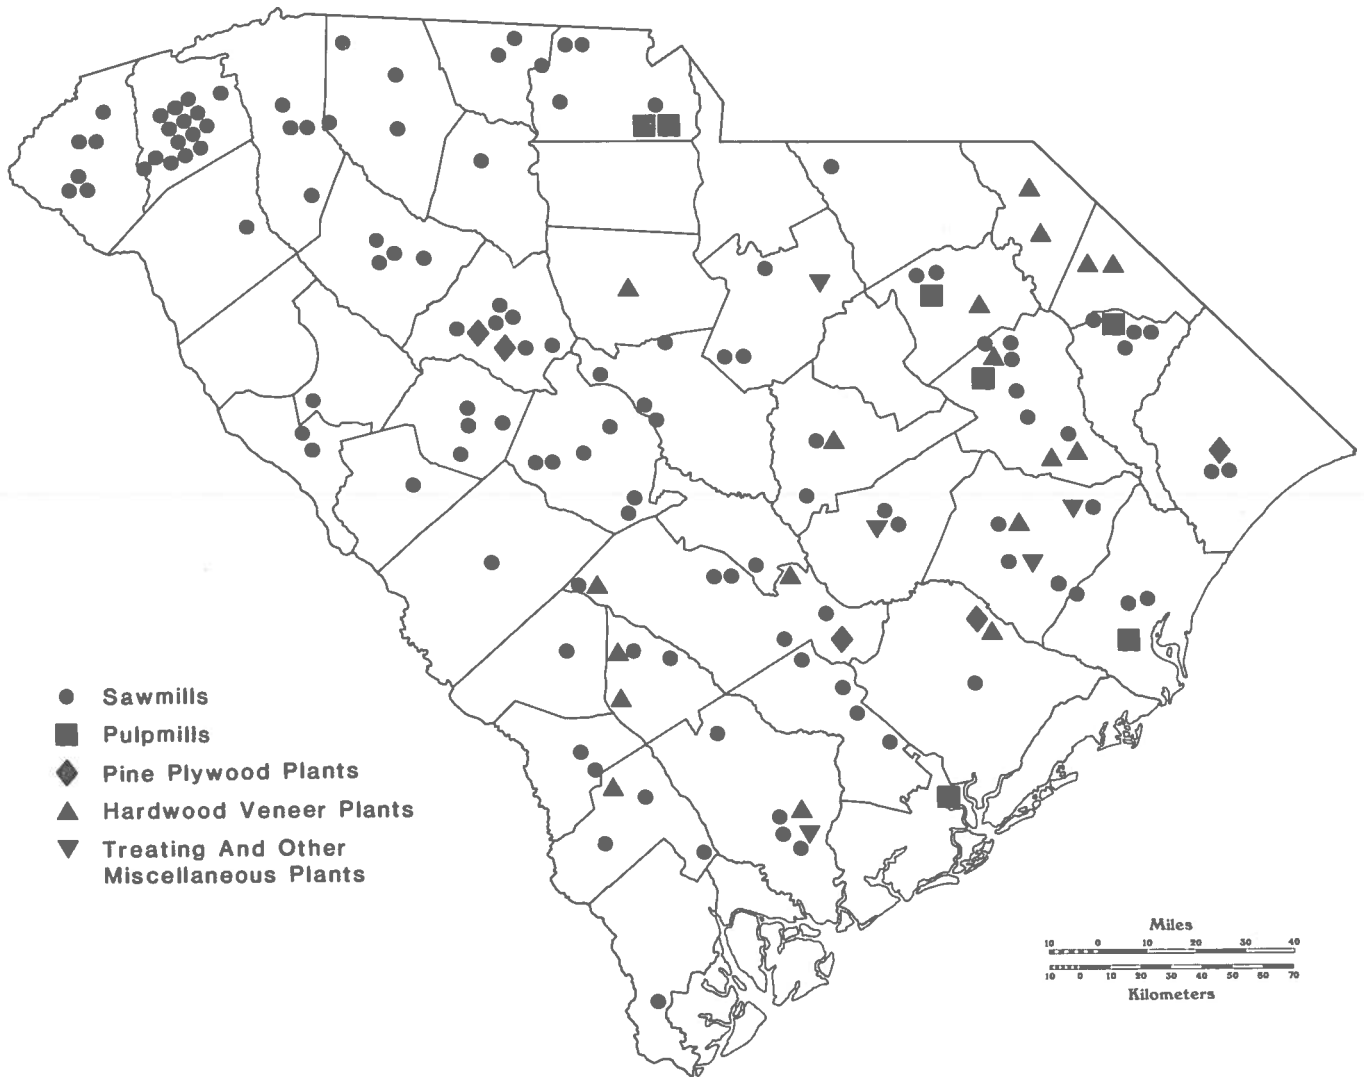 Sawmills
Pulpmills
Pine Plywood Plants
Hardwood Veneer Plants
Treating And Other
Miscellaneous Plants
Miles
10 0 10 20 30 40
10 0 10 20 30 40 50 60 70
Kilometers